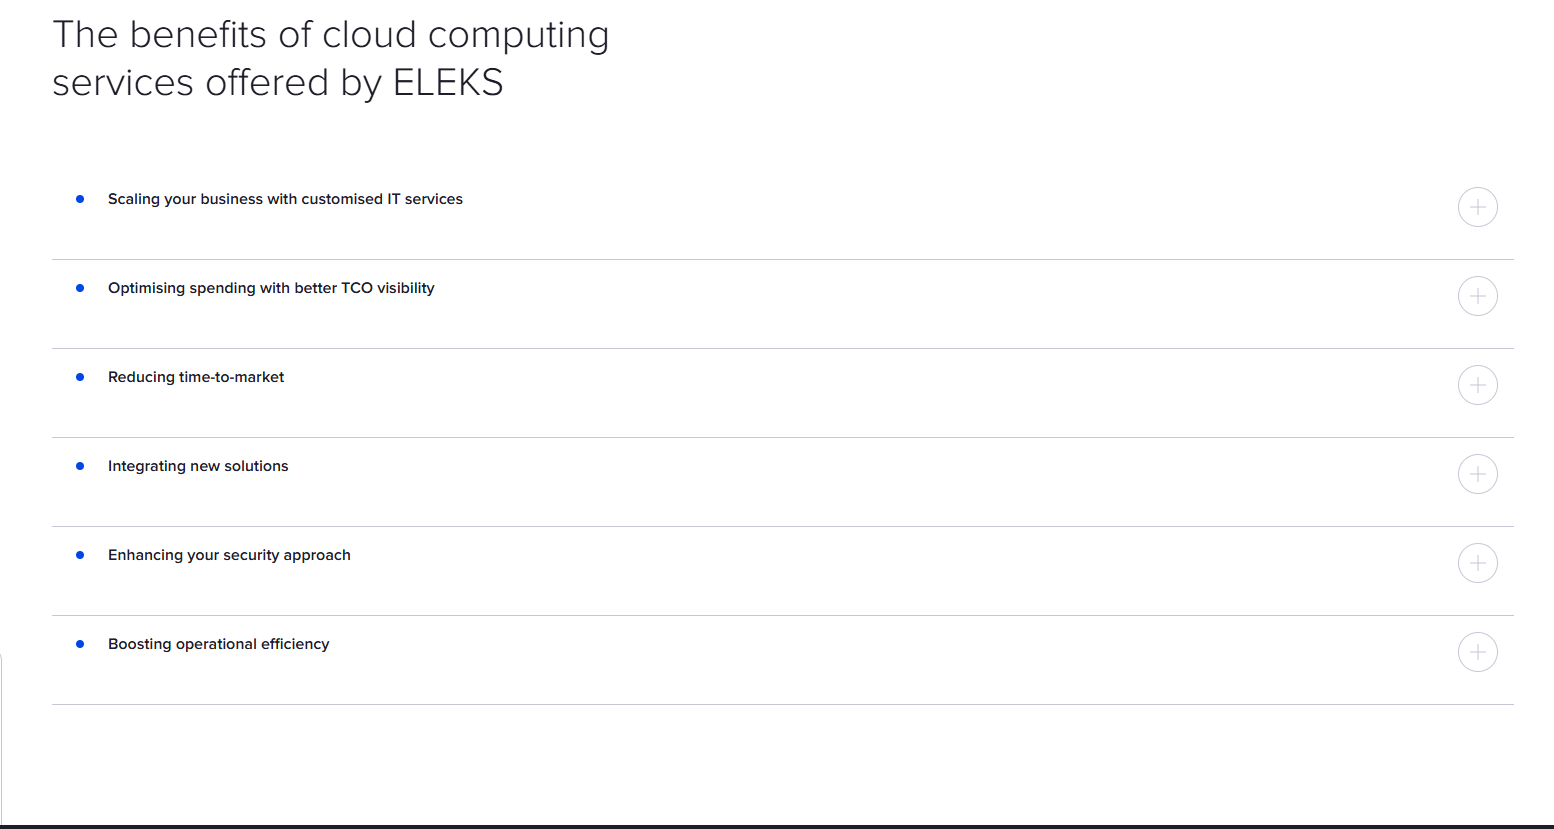 The benefits of cloud computing
services offered by ELEKS
Scaling your business with customised IT services
Optimising spending with better TCO visibility
Reducing time-to-market
Integrating new solutions
Enhancing your security approach
Boosting operational efficiency